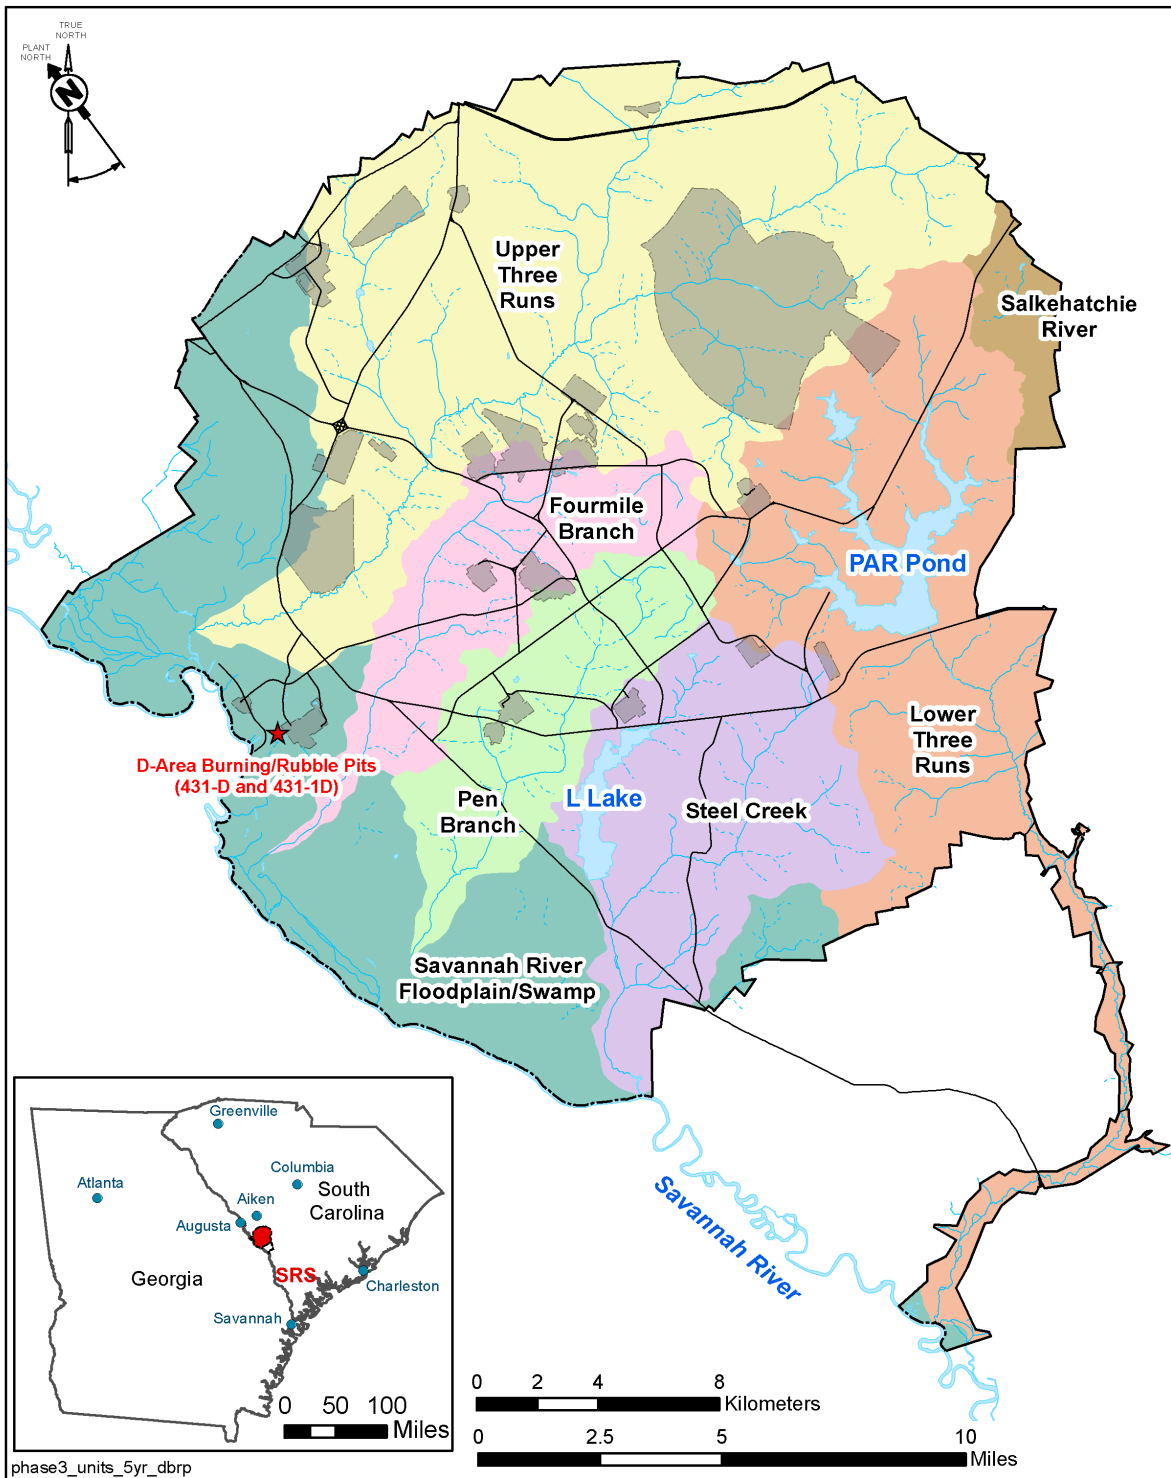 TRUE
NORTH
PLANT
NORTH
N
Upper
Three
Runs
Salkehatchie
River
Fourmile
Branch
PAR Pond
Lower
Three
Runs
D-Area Burning/Rubble Pits
(431-D and 431-1D)
Pen
Branch
L Lake
Steel Creek
Savannah River
Floodplain/Swamp
Savannah River
Greenville
Atlanta
Columbia
Aiken
South
Carolina
Augusta
Georgia
SRS
Charleston
Savannah
0 50 100
Miles
0 2 4 8
Kilometers
0 2.5 5 10
Miles
phase3_units_5yr_dbrp